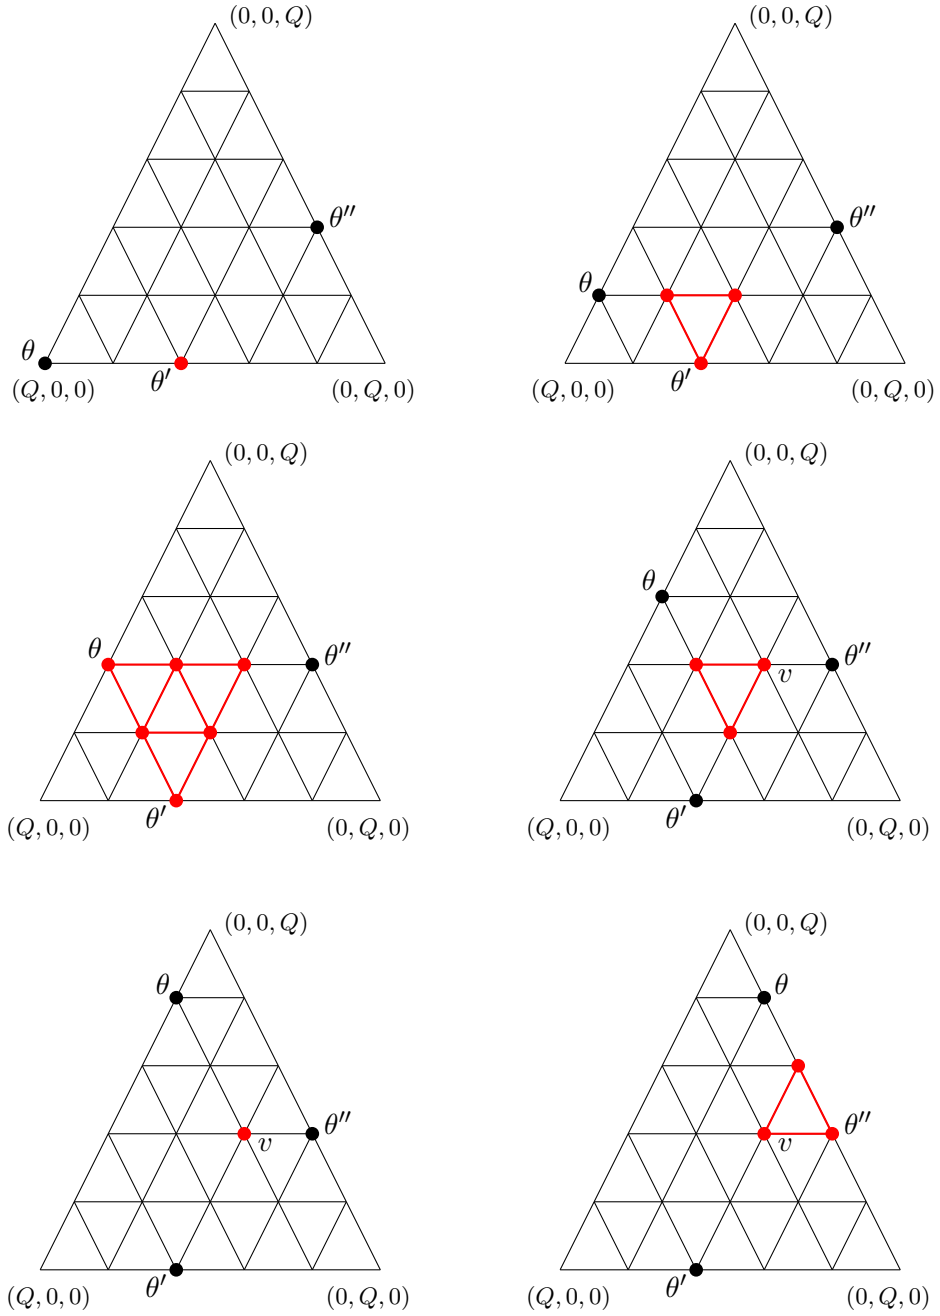 (0, 0, Q) (0, 0, Q)
θ′′ θ′′
θ θ
θ′ θ′
(Q, 0, 0) (0, Q, 0) (Q, 0, 0) (0, Q, 0)
(0, 0, Q) (0, 0, Q)
θ
θ θ′′ θ′′
v
θ′ θ′
(Q, 0, 0) (0, Q, 0) (Q, 0, 0) (0, Q, 0)
(0, 0, Q) (0, 0, Q)
θ θ
θ′′ θ′′
v v
θ′ θ′
(Q, 0, 0) (0, Q, 0) (Q, 0, 0) (0, Q, 0)